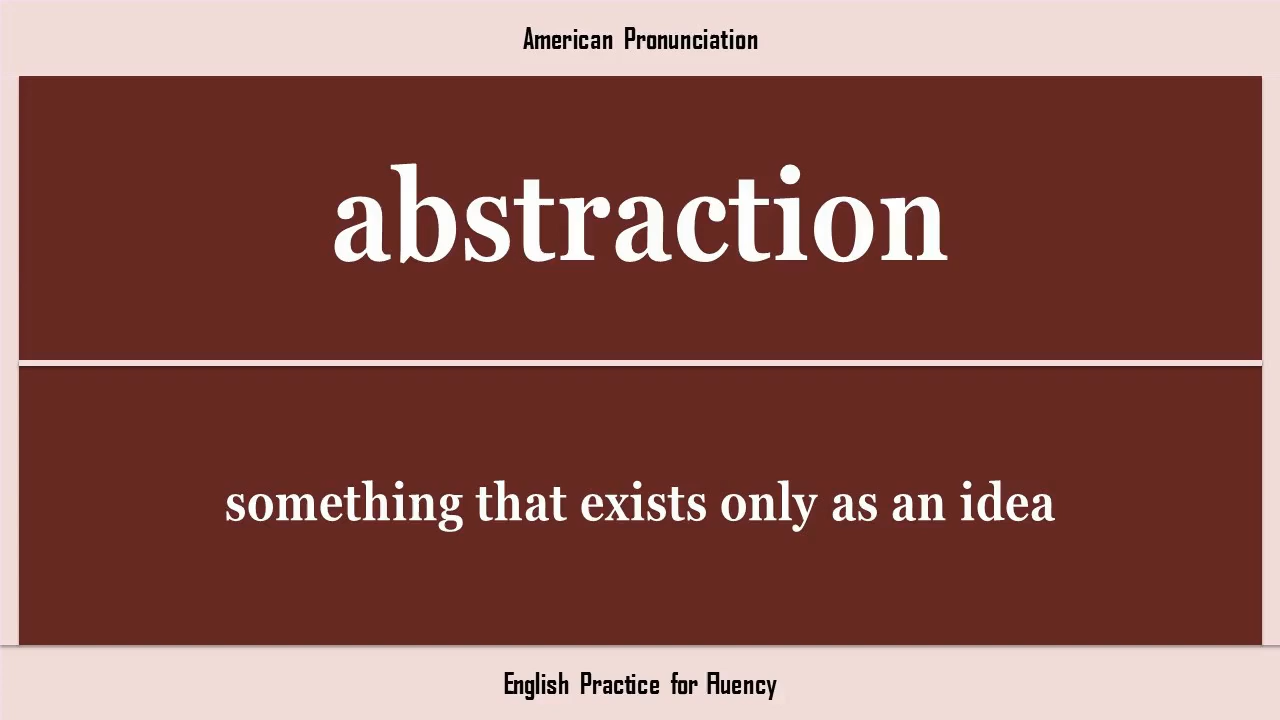 American Pronunciation
abstraction
something that exists only as an idea
English Practice for Fluency